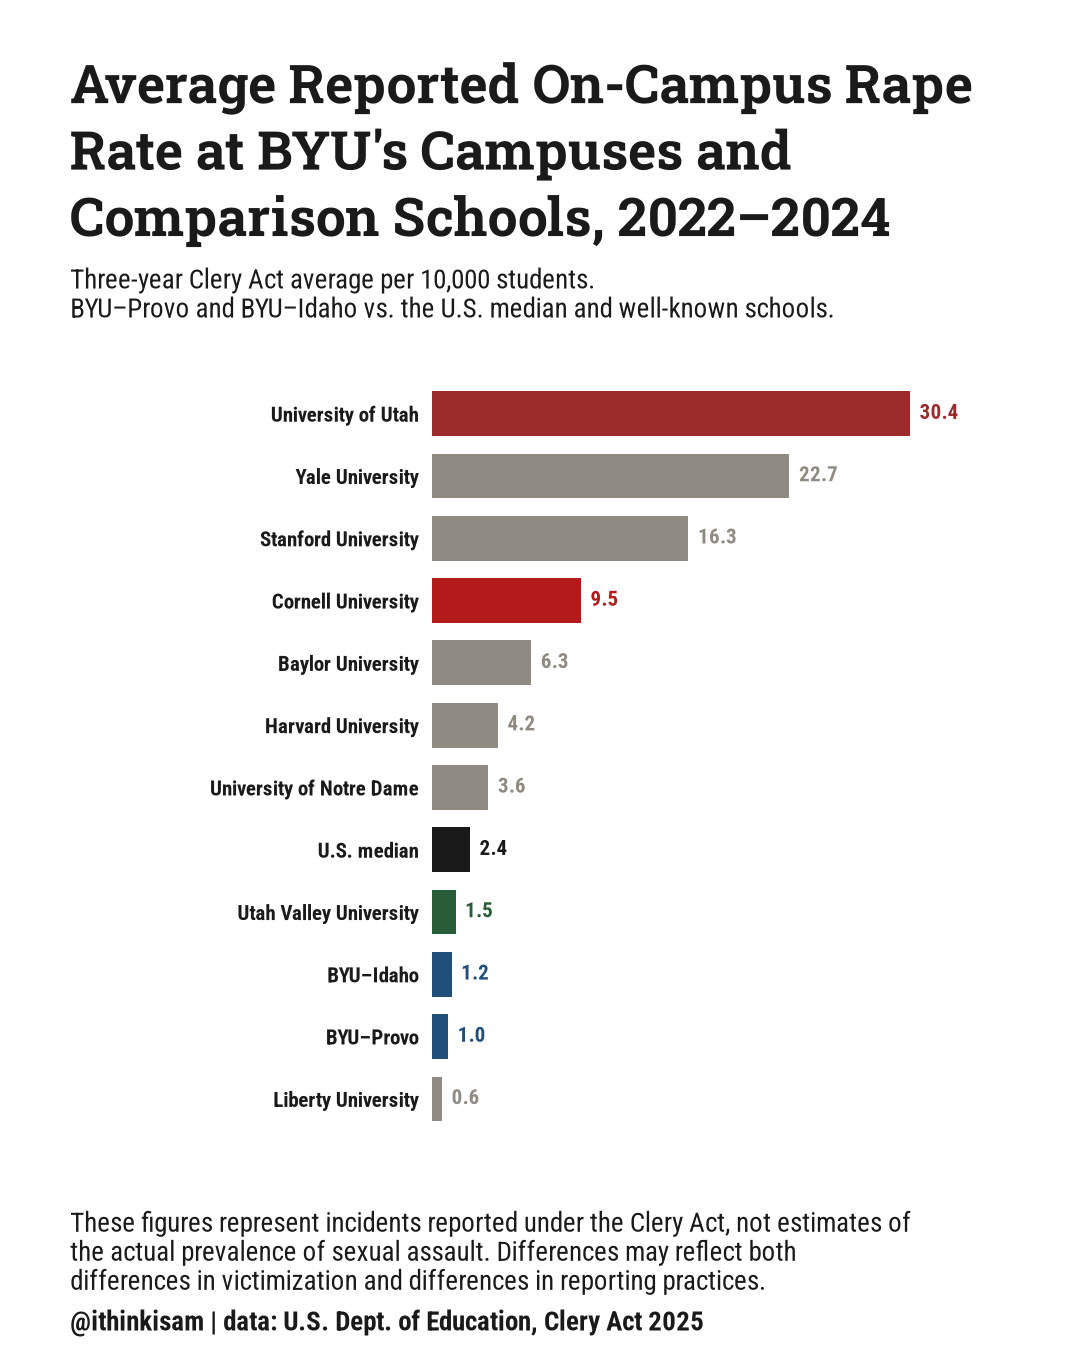 Average Reported On-Campus Rape
Rate at BYU's Campuses and
Comparison Schools, 2022–2024
Three-year Clery Act average per 10,000 students.
BYU–Provo and BYU–Idaho vs. the U.S. median and well-known schools.
University of Utah 30.4
Yale University 22.7
Stanford University 16.3
Cornell University 9.5
Baylor University 6.3
Harvard University 4.2
University of Notre Dame 3.6
U.S. median 2.4
Utah Valley University 1.5
BYU–Idaho 1.2
BYU–Provo 1.0
Liberty University 0.6
These figures represent incidents reported under the Clery Act, not estimates of
the actual prevalence of sexual assault. Differences may reflect both
differences in victimization and differences in reporting practices.
@ithinkisam | data: U.S. Dept. of Education, Clery Act 2025